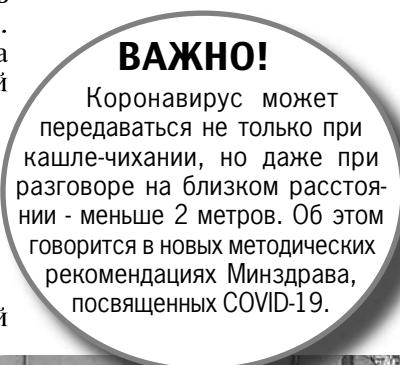 ВАЖНО!
Коронавирус может
передаваться не только при
кашле-чихании, но даже при
разговоре на близком расстоя-
нии - меньше 2 метров. Об этом
говорится в новых методических
рекомендациях Минздрава,
посвященных COVID-19.